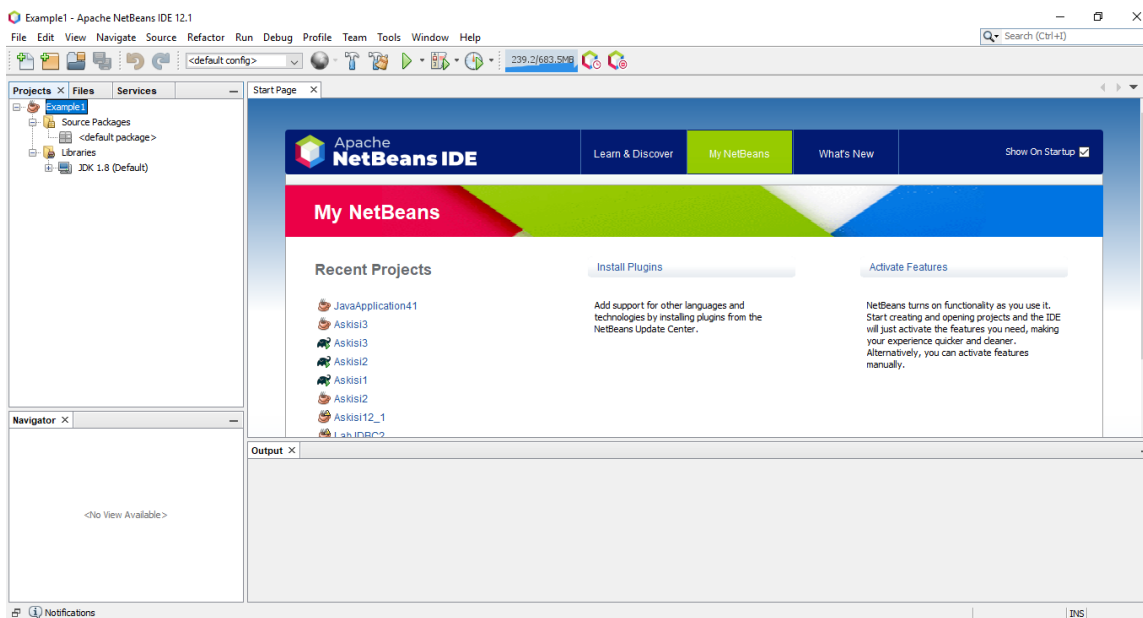 Example1 - Apache NetBeans IDE 12.1
File Edit View Navigate Source Refactor Run Debug Profile Team Tools Window Help
Search (Ctrl+I)
<default config>
239.2/683.5MB
Projects Files Services
Start Page
Example1
Source Packages
<default package>
Libraries
JDK 1.8 (Default)
Apache
NetBeans IDE
Learn & Discover
My NetBeans
What's New
Show On Startup
My NetBeans
Recent Projects
JavaApplication41
Askisi3
Askisi3
Askisi2
Askisi1
Askisi2
Askisi12_1
LabJDBC2
Install Plugins
Add support for other languages and
technologies by installing plugins from the
NetBeans Update Center.
Activate Features
NetBeans turns on functionality as you use it.
Start creating and opening projects and the IDE
will just activate the features you need, making
your experience quicker and cleaner.
Alternatively, you can activate features
manually.
Navigator
<No View Available>
Output
Notifications
INS